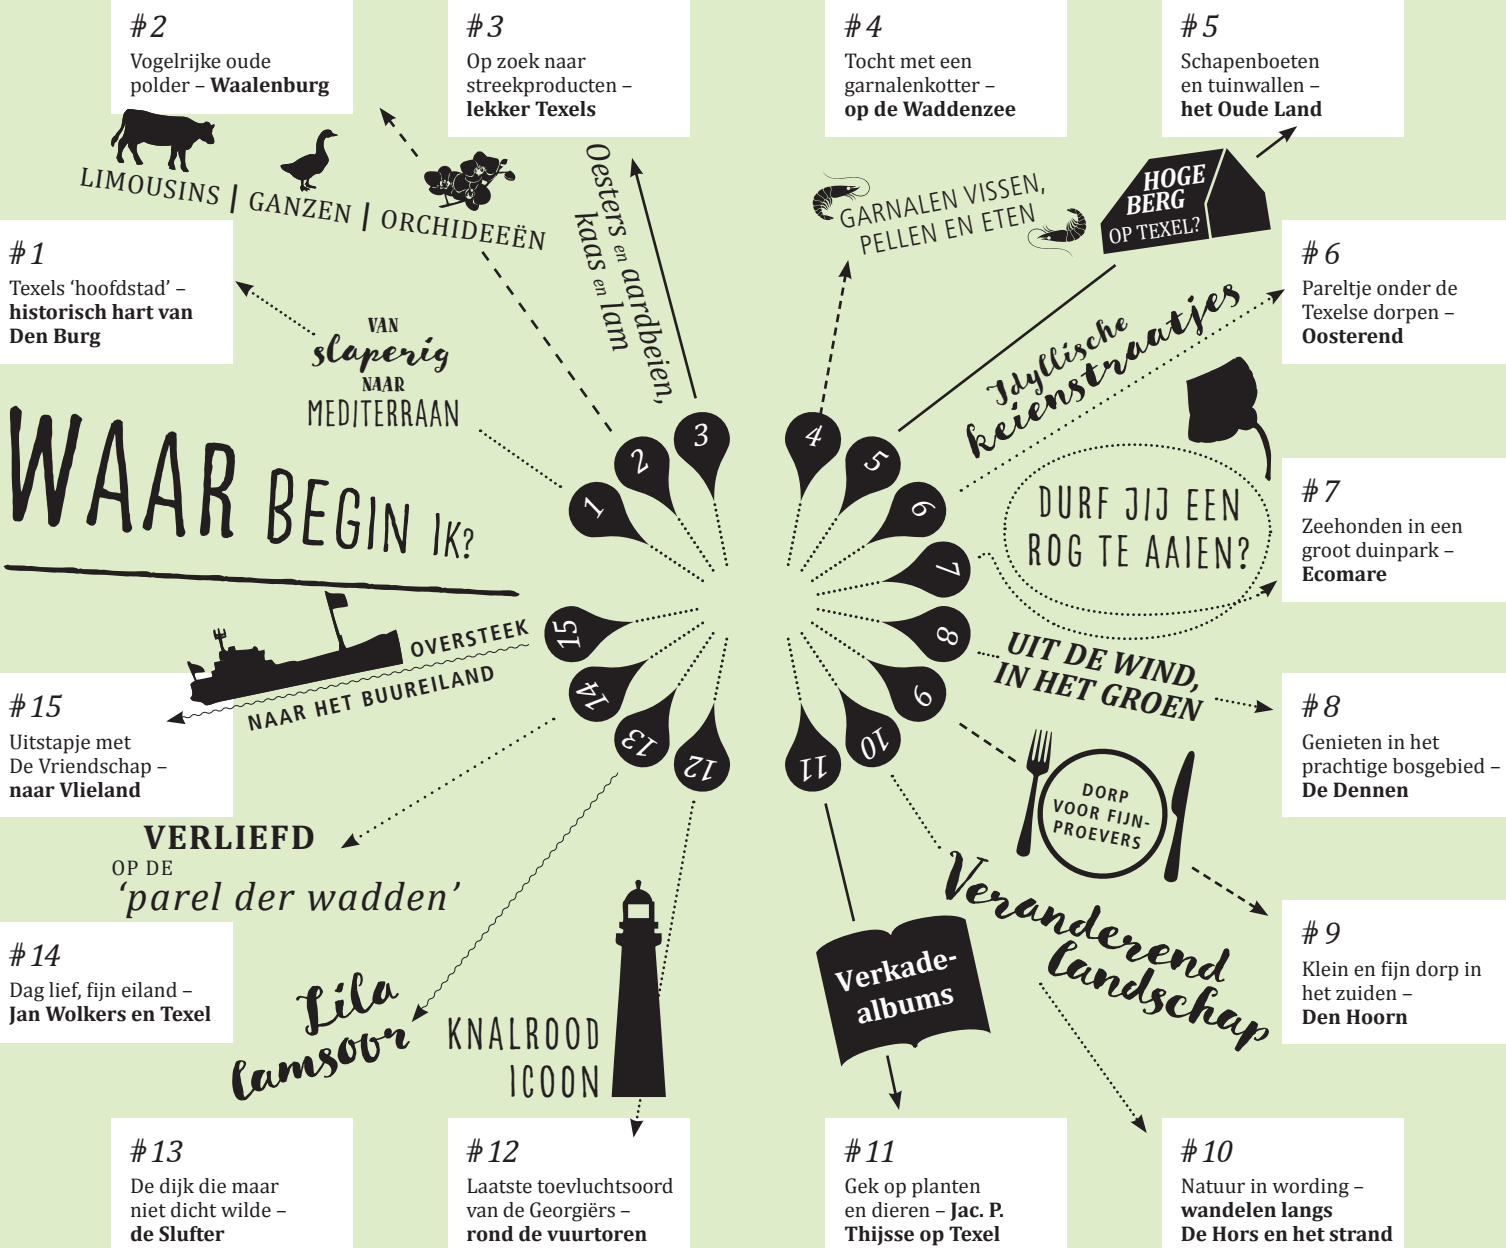 #2
Vogelrijke oude
polder – Waalenburg
#3
Op zoek naar
streekproducten –
lekker Texels
#4
Tocht met een
garnalenkotter –
op de Waddenzee
#5
Schapenboeten
en tuinwallen –
het Oude Land
LIMOUSINS | GANZEN | ORCHIDEEËN
Oesters en aardbeien,
kaas en lam
GARNALEN VISSEN,
PELLEN EN ETEN
HOGE
BERG
OP TEXEL?
#1
Texels ‘hoofdstad’ –
historisch hart van
Den Burg
VAN
slaperig
NAAR
MEDITERRAAN
Idyllische
keienstraatjes
#6
Pareltje onder de
Texelse dorpen –
Oosterend
WAAR BEGIN IK?
1
2
3
4
5
6
7
8
9
10
11
12
13
14
15
DURF JIJ EEN
ROG TE AAIEN?
#7
Zeehonden in een
groot duinpark –
Ecomare
OVERSTEEK
NAAR HET BUUREILAND
UIT DE WIND,
IN HET GROEN
#15
Uitstapje met
De Vriendschap –
naar Vlieland
#8
Genieten in het
prachtige bosgebied –
De Dennen
DORP
VOOR FIJN-
PROEVERS
VERLIEFD
OP DE
‘parel der wadden’
Veranderend
landschap
#14
Dag lief, fijn eiland –
Jan Wolkers en Texel
Lila
lamsoor
KNALROOD
ICOON
Verkade-
albums
#9
Klein en fijn dorp in
het zuiden –
Den Hoorn
#13
De dijk die maar
niet dicht wilde –
de Slufter
#12
Laatste toevluchtsoord
van de Georgiërs –
rond de vuurtoren
#11
Gek op planten
en dieren – Jac. P.
Thijsse op Texel
#10
Natuur in wording –
wandelen langs
De Hors en het strand